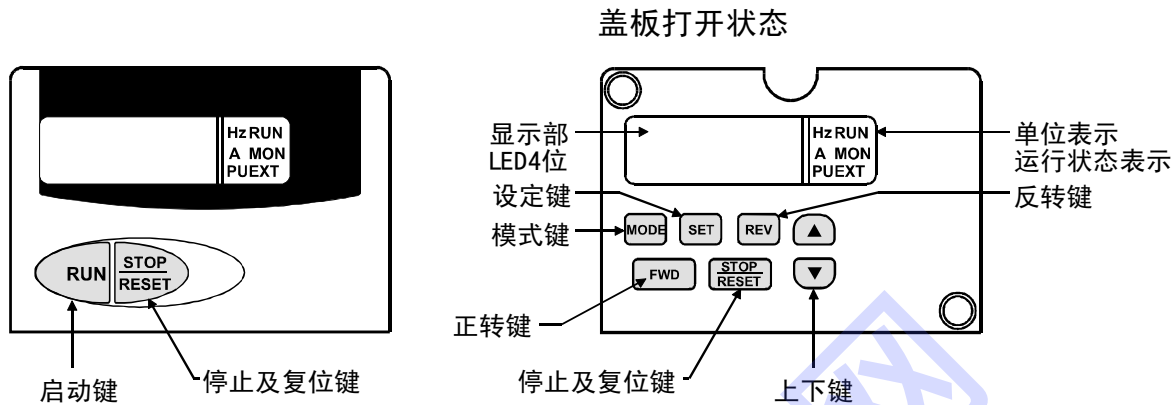 盖板打开状态
Hz RUN
A MON
PU EXT
RUN
STOP
RESET
启动键
停止及复位键
显示部
LED4位
设定键
模式键
正转键
停止及复位键
Hz RUN
A MON
PU EXT
MODE
SET
REV
▲
FWD
STOP
RESET
▼
单位表示
运行状态表示
反转键
上下键